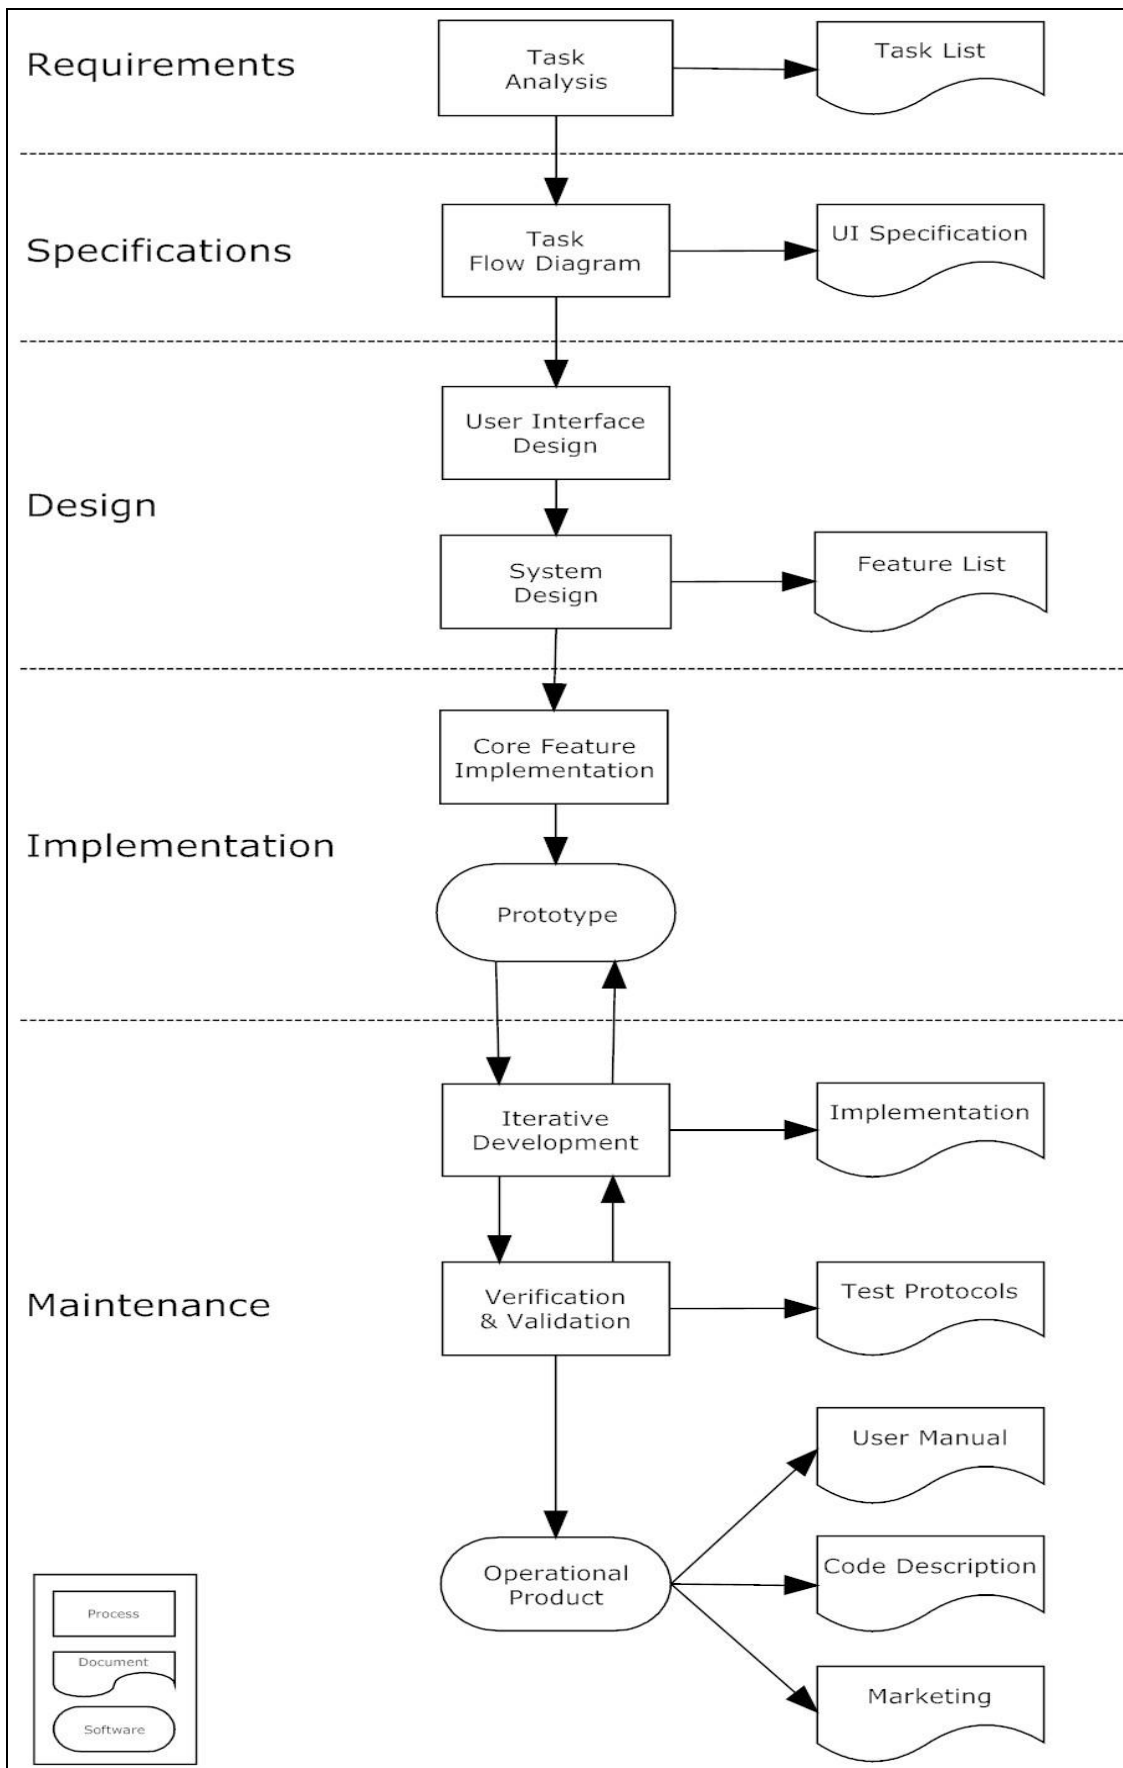 Requirements
Task
Analysis
Task List
Specifications
Task
Flow Diagram
UI Specification
Design
User Interface
Design
System
Design
Feature List
Implementation
Core Feature
Implementation
Prototype
Maintenance
Iterative
Development
Implementation
Verification
& Validation
Test Protocols
Operational
Product
User Manual
Code Description
Marketing
Process
Document
Software